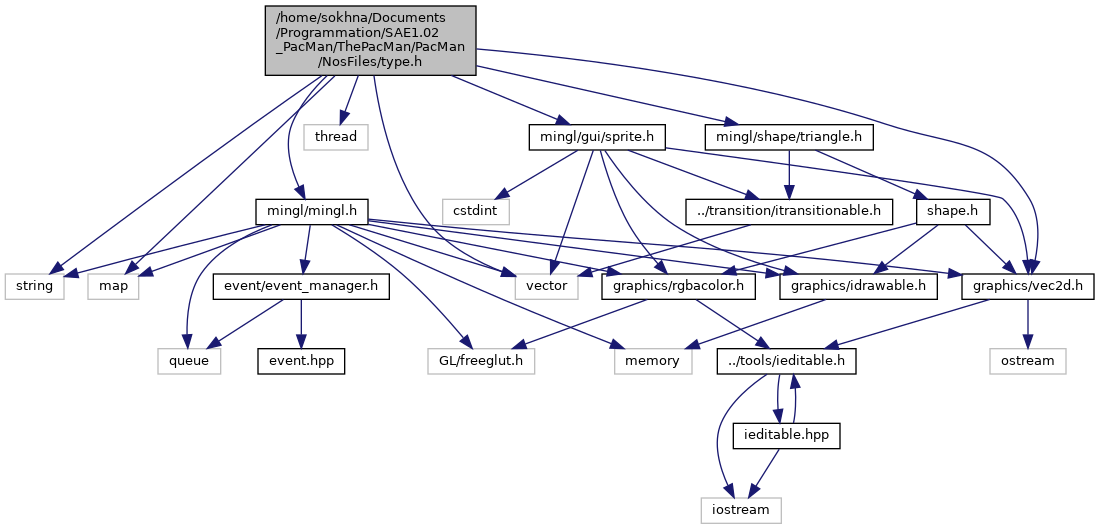 /home/sokhna/Documents
/Programmation/SAE1.02
_PacMan/ThePacMan/PacMan
/NosFiles/type.h
thread
mingl/gui/sprite.h
mingl/shape/triangle.h
mingl/mingl.h
cstdint
../transition/itransitionable.h
shape.h
string
map
event/event_manager.h
vector
graphics/rgbacolor.h
graphics/idrawable.h
graphics/vec2d.h
queue
event.hpp
GL/freeglut.h
memory
../tools/ieditable.h
ostream
ieditable.hpp
iostream